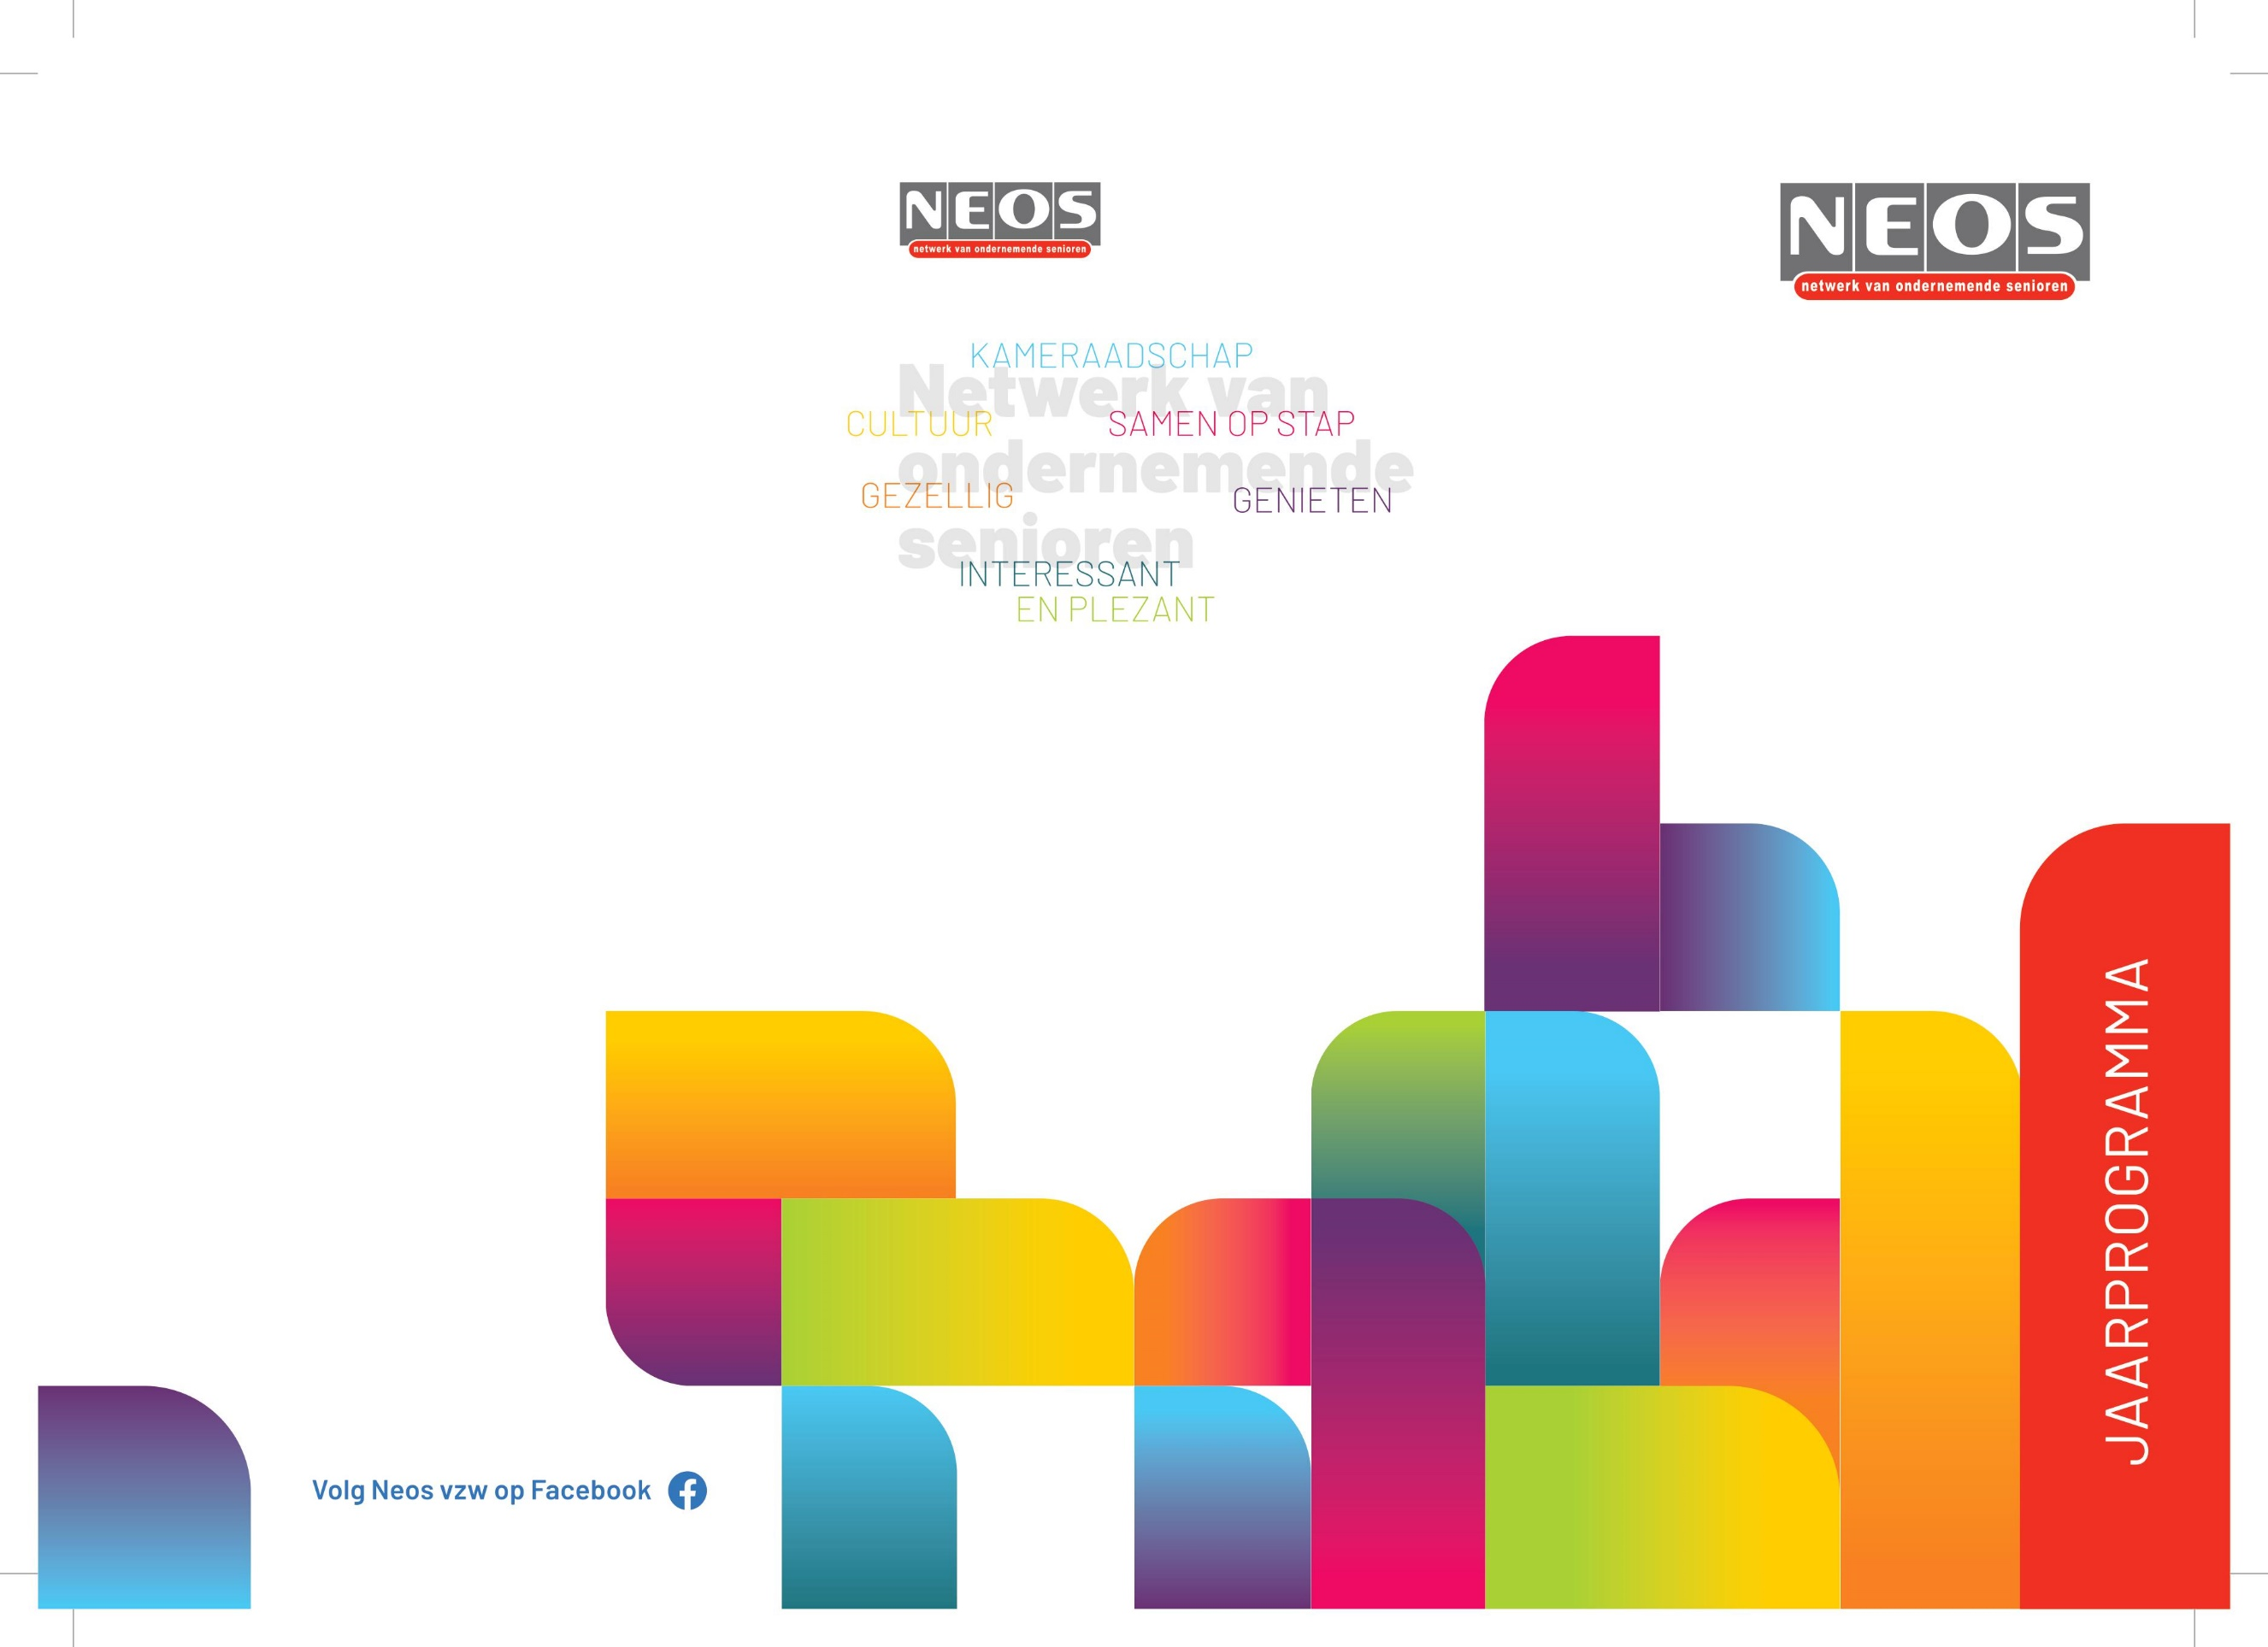 NEOS
netwerk van ondernemende senioren
NEOS
netwerk van ondernemende senioren
KAMERAADSCHAP
Netwerk van
CULTUUR
SAMEN OP STAP
ondernemende
GEZELLIG
GENIETEN
senioren
INTERESSANT
EN PLEZANT
JAARPROGRAMMA
Volg Neos vzw op Facebook